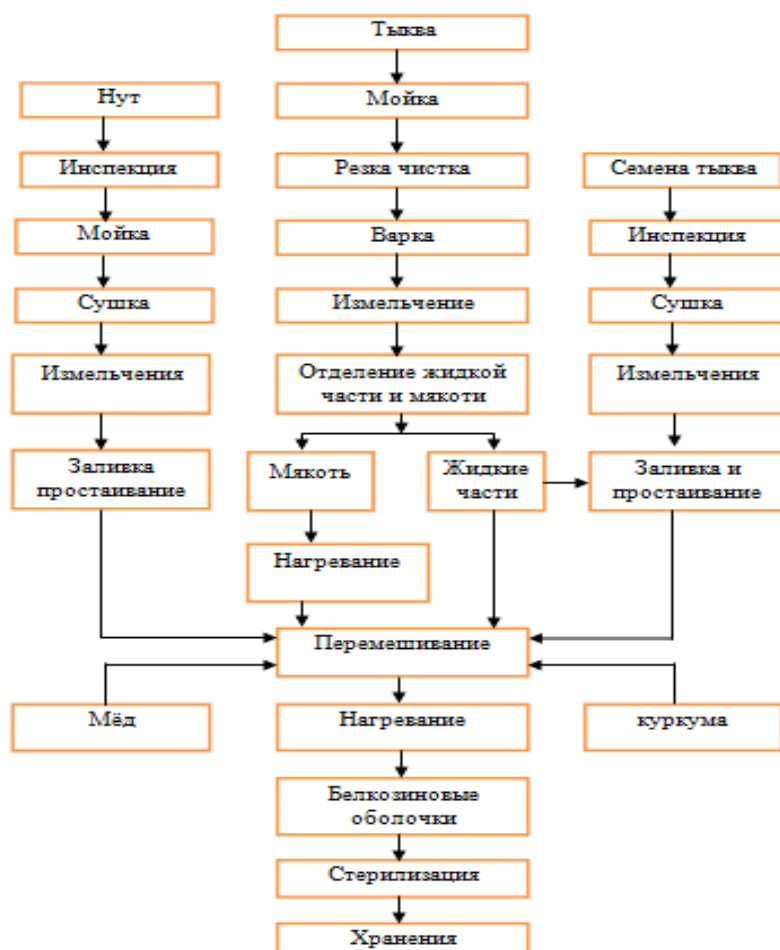 Тыква
Нут
Мойка
Инспекция
Резка чистка
Семена тыква
Мойка
Варка
Инспекция
Сушка
Измельчение
Сушка
Измельчения
Отделение жидкой
части и мякоти
Измельчения
Заливка
простаивание
Мякоть
Жидкие
части
Заливка и
простаивание
Нагревание
Перемешивание
Мёд
Нагревание
куркума
Белкозиновые
оболочки
Стерилизация
Хранения